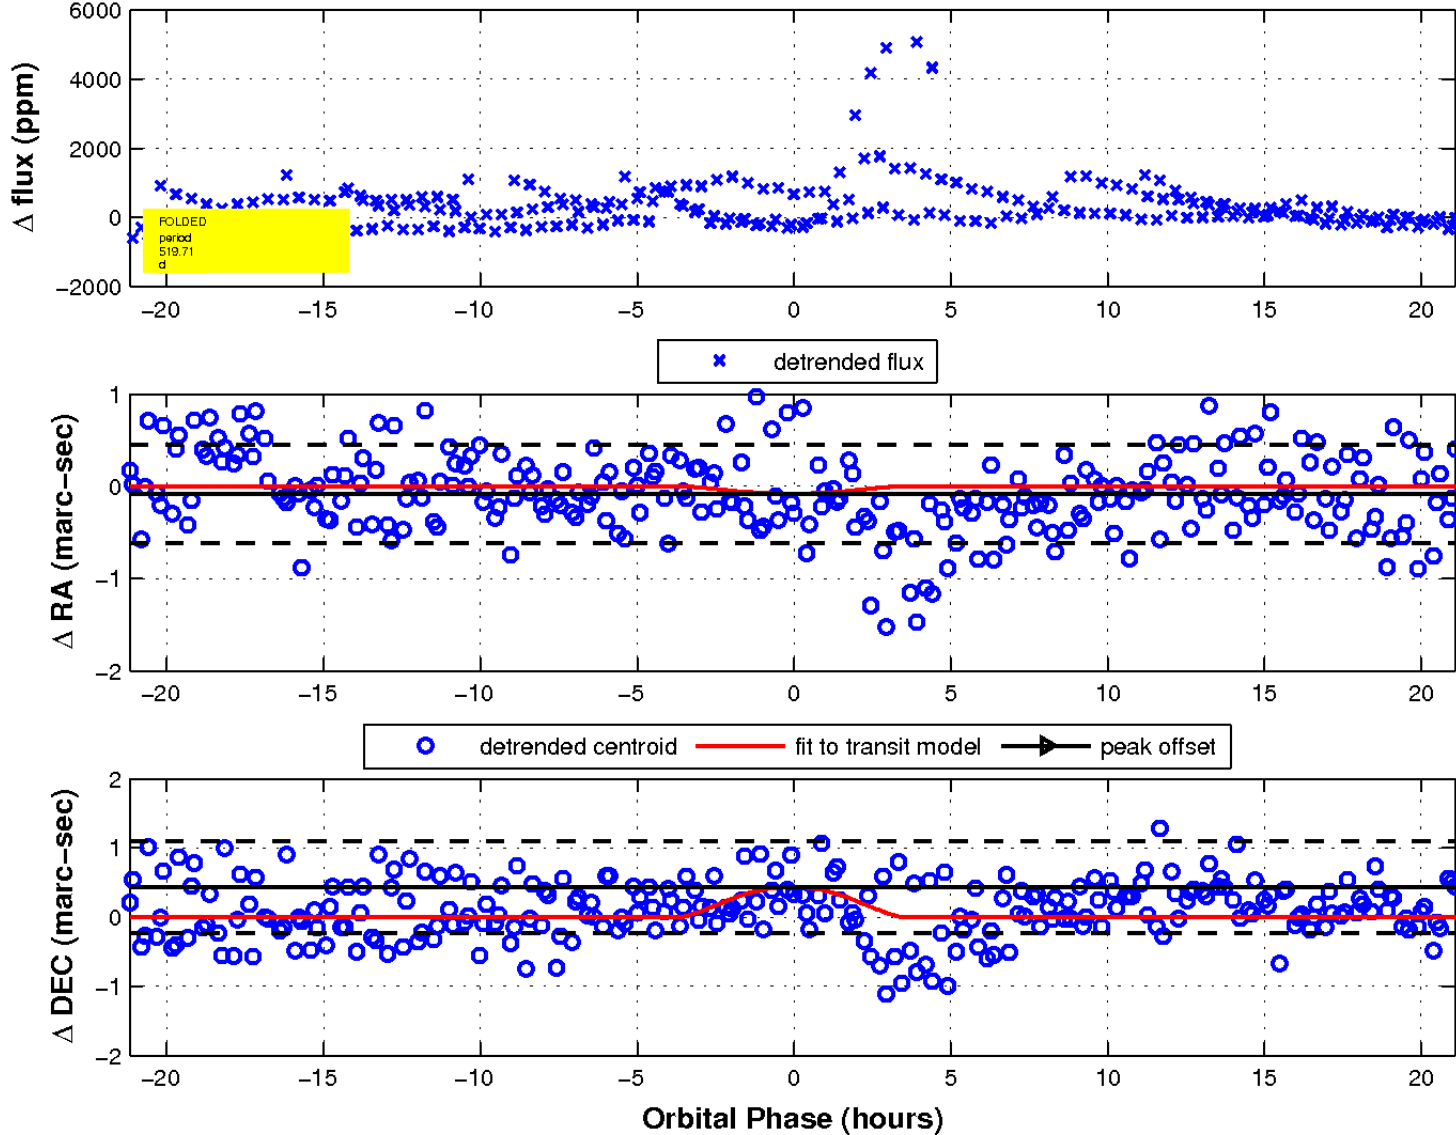 6000
4000
2000
0
−2000
Δ flux (ppm)
FOLDED
period
519.71
d
−20 −15 −10 −5 0 5 10 15 20
detrended flux
1
0
−1
−2
Δ RA (marc−sec)
−20 −15 −10 −5 0 5 10 15 20
detrended centroid fit to transit model peak offset
2
1
0
−1
−2
Δ DEC (marc−sec)
−20 −15 −10 −5 0 5 10 15 20
Orbital Phase (hours)